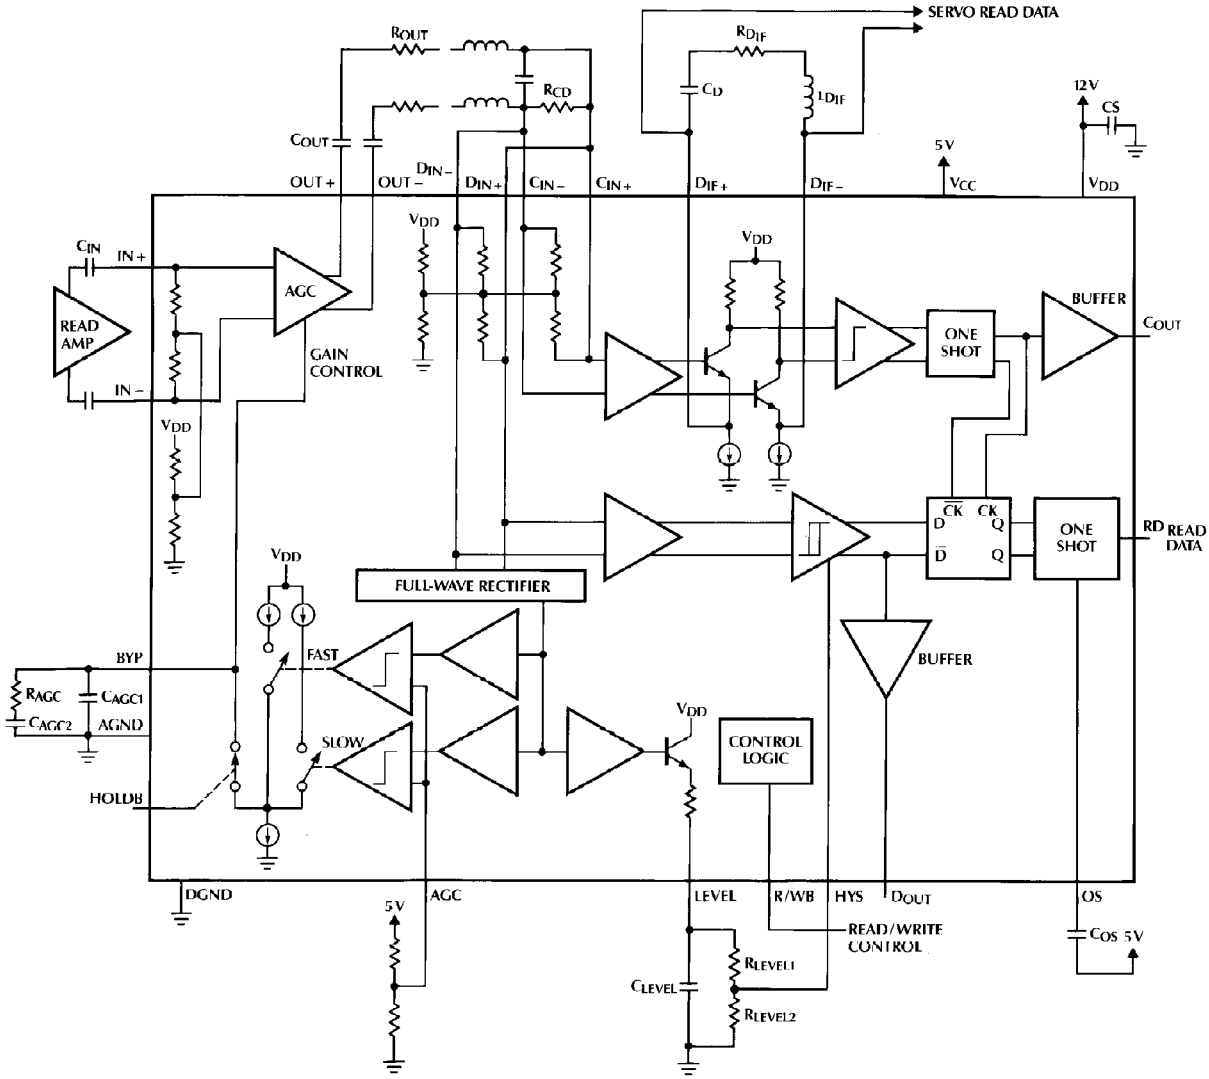 SERVO READ DATA
ROUT
RDIF
CD
LDIF
RCD
12V
CS
COUT
5V
OUT+
OUT-
DIN-
DIN+
CIN-
CIN+
DIF+
DIF-
VCC
VDD
CIN
IN+
VDD
VDD
AGC
BUFFER
READ
AMP
ONE
SHOT
COUT
GAIN
CONTROL
IN-
VDD
CK
CK
D
Q
D
Q
ONE
SHOT
RD READ
DATA
VDD
FULL-WAVE RECTIFIER
FAST
BUFFER
BYP
RAGC
CAGC1
CAGC2
AGND
VDD
SLOW
CONTROL
LOGIC
HOLDB
DGND
AGC
LEVEL
R/WB
HYS
DOUT
OS
5V
READ/WRITE
CONTROL
COS
5V
RLEVEL1
CLEVEL
RLEVEL2